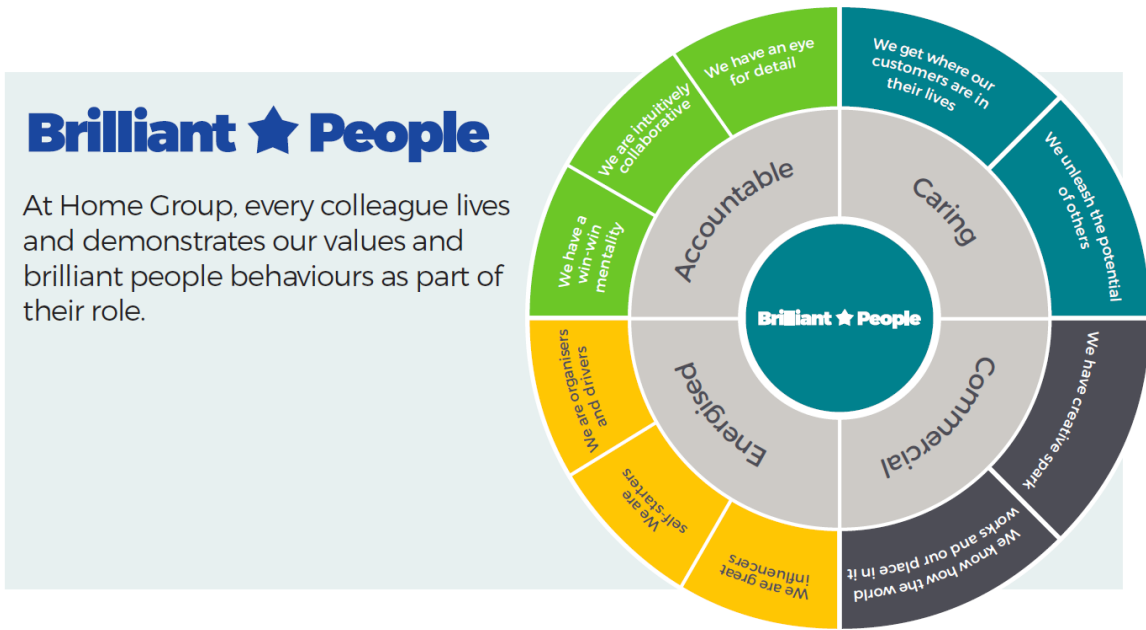 Brilliant ★ People
At Home Group, every colleague lives
and demonstrates our values and
brilliant people behaviours as part of
their role.
We have an eye
for detail
We are intuitively
collaborative
We have a
win-win
mentality
Accountable
We get where our
customers are in
their lives
We unleash the potential
of others
Caring
Brilliant ★ People
We have creative spark
We know how the world
works and our place in it
Commercial
We are organisers
and drivers
We are
self-starters
We are great
influencers
Energised